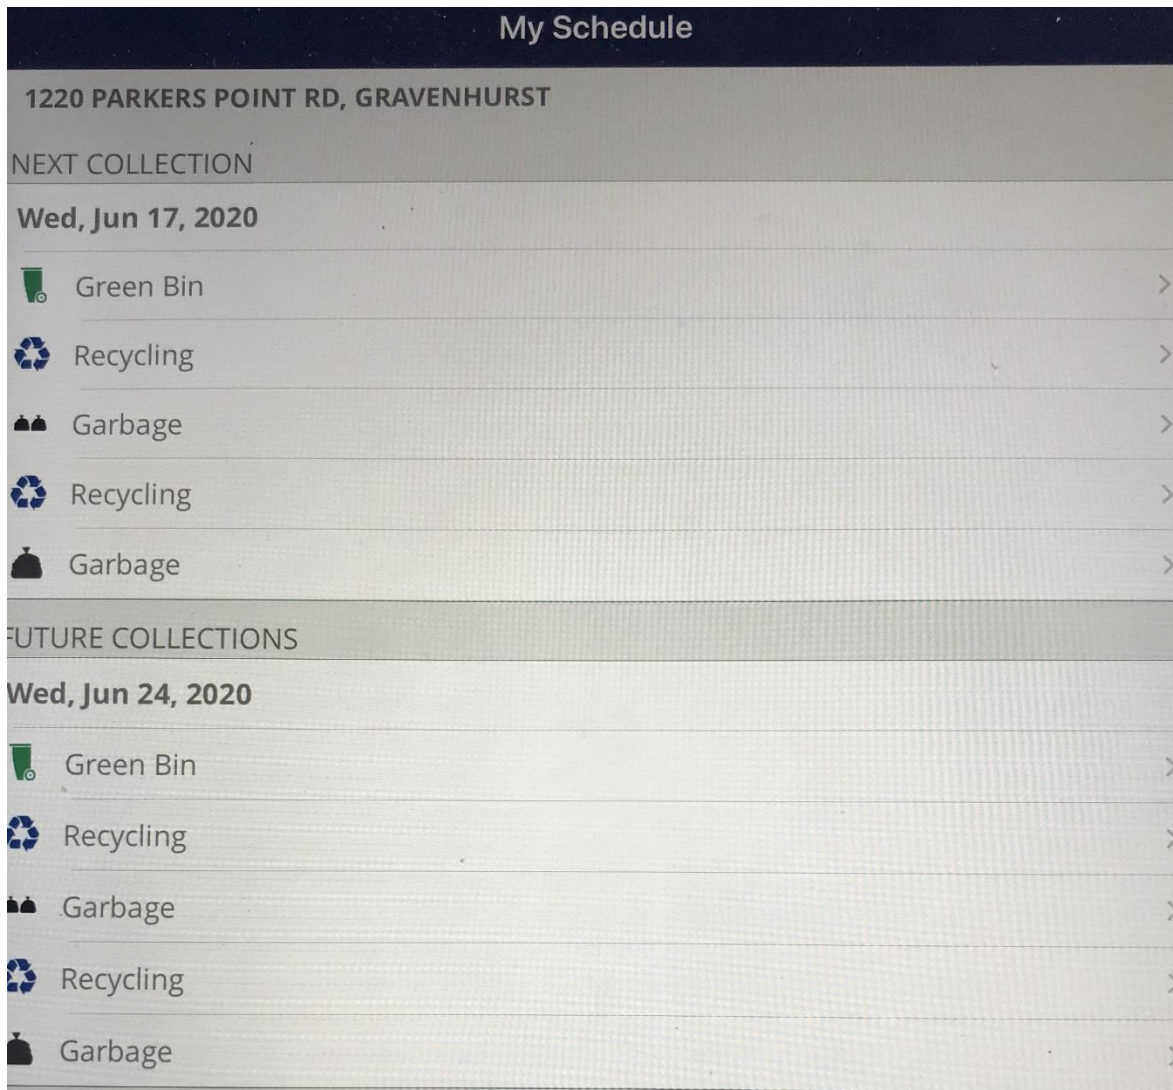 My Schedule
1220 PARKERS POINT RD, GRAVENHURST
NEXT COLLECTION
Wed, Jun 17, 2020
Green Bin
Recycling
Garbage
Recycling
Garbage
FUTURE COLLECTIONS
Wed, Jun 24, 2020
Green Bin
Recycling
Garbage
Recycling
Garbage